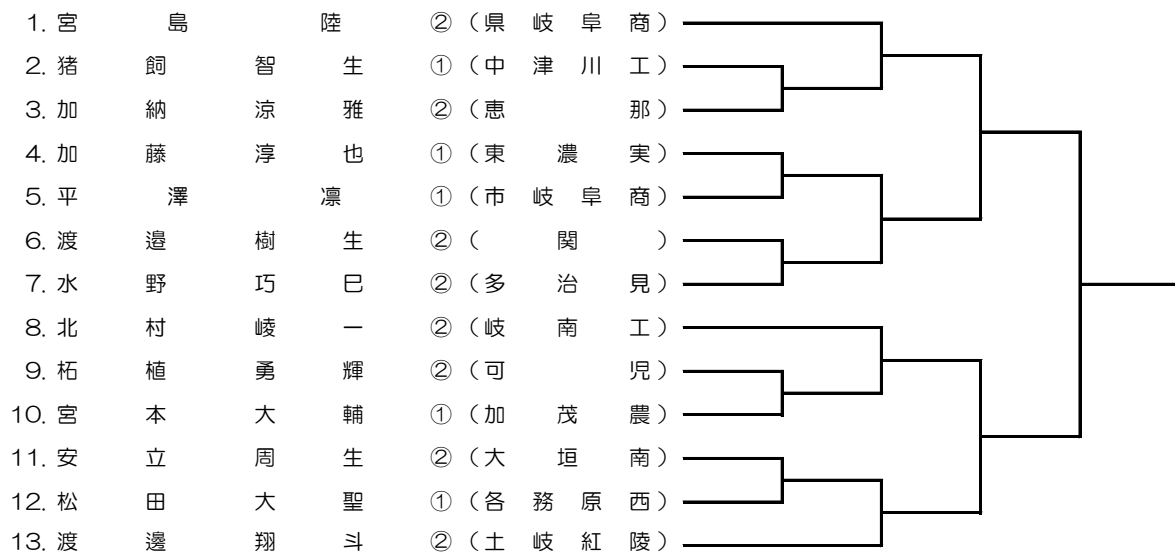 1. 宮島陸 ② (県岐阜商)
2. 猪飼智生 ① (中津川工)
3. 加納涼雅 ② (恵那)
4. 加藤淳也 ① (東濃実)
5. 平澤凛 ① (市岐阜商)
6. 渡邉樹生 ② (関)
7. 水野巧巳 ② (多治見)
8. 北村崚一 ② (岐南工)
9. 柘植勇輝 ② (可児)
10. 宮本大輔 ① (加茂農)
11. 安立周生 ② (大垣南)
12. 松田大聖 ① (各務原西)
13. 渡邊翔斗 ② (土岐紅陵)